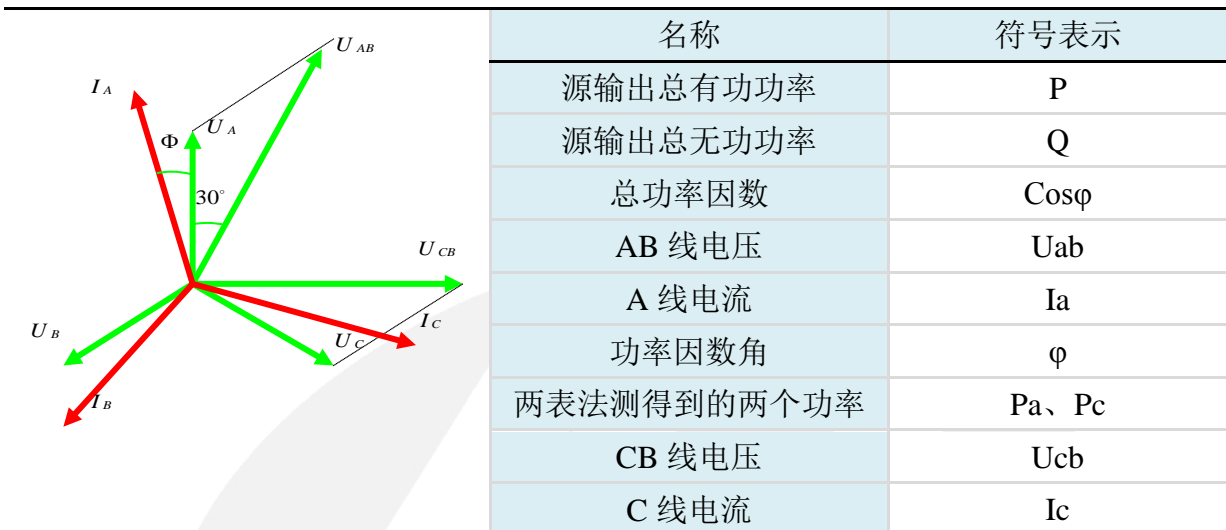 U AB
I A
U A
Φ
30°
U CB
U B
I C
U C
I B
名称 符号表示
源输出总有功功率 P
源输出总无功功率 Q
总功率因数 Cosφ
AB 线电压 Uab
A 线电流 Ia
功率因数角 φ
两表法测得到的两个功率 Pa、Pc
CB 线电压 Ucb
C 线电流 Ic